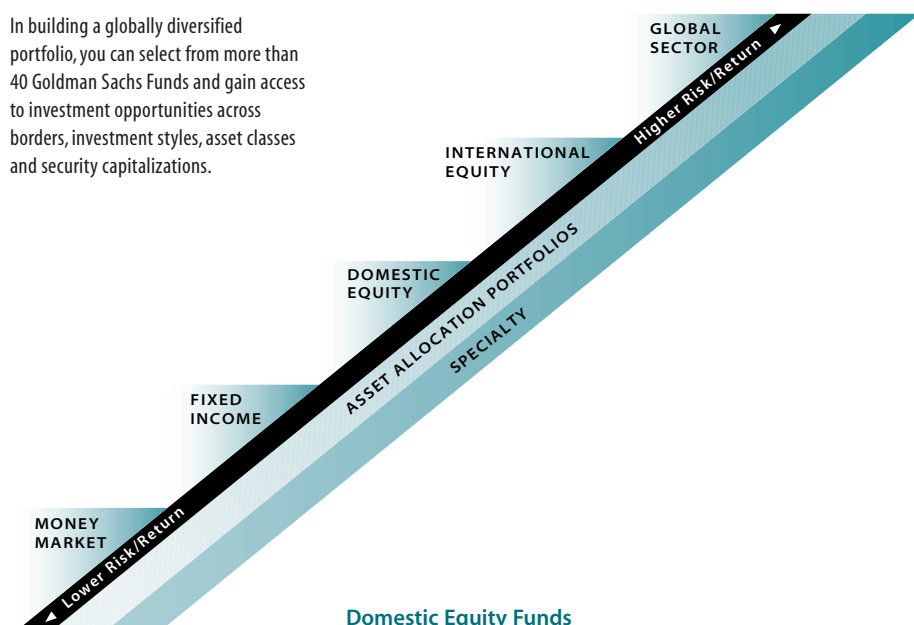 In building a globally diversified
portfolio, you can select from more than
40 Goldman Sachs Funds and gain access
to investment opportunities across
borders, investment styles, asset classes
and security capitalizations.
GLOBAL
SECTOR
Higher Risk/Return
INTERNATIONAL
EQUITY
DOMESTIC
EQUITY
ASSET ALLOCATION PORTFOLIOS
SPECIALTY
FIXED
INCOME
MONEY
MARKET
Lower Risk/Return
Domestic Equity Funds